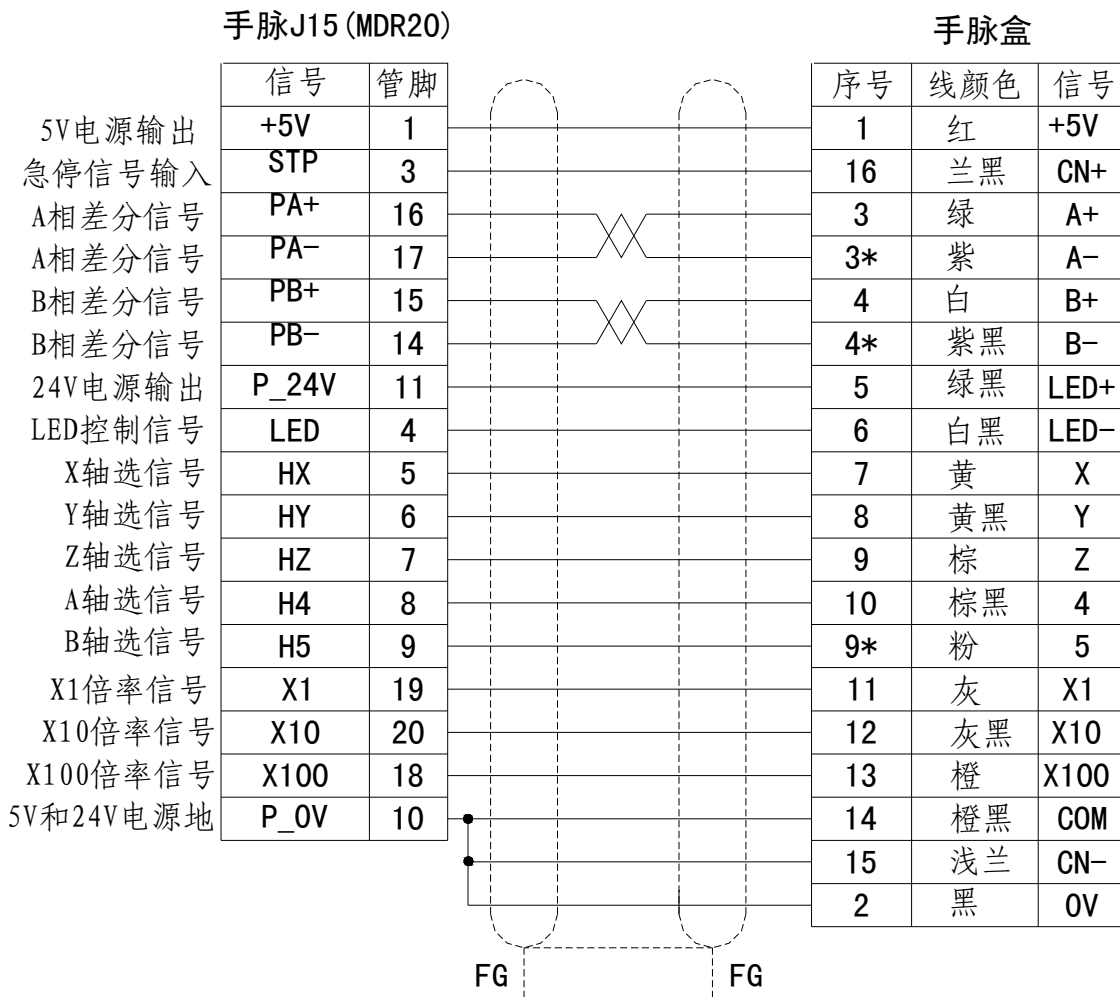 手脉J15(MDR20) 手脉盒
信号 管脚 序号 线颜色 信号
5V电源输出 +5V 1 1 红 +5V
急停信号输入 STP 3 16 兰黑 CN+
A相差分信号 PA+ 16 3 绿 A+
A相差分信号 PA- 17 3* 紫 A-
B相差分信号 PB+ 15 4 白 B+
B相差分信号 PB- 14 4* 紫黑 B-
24V电源输出 P_24V 11 5 绿黑 LED+
LED控制信号 LED 4 6 白黑 LED-
X轴选信号 HX 5 7 黄 X
Y轴选信号 HY 6 8 黄黑 Y
Z轴选信号 HZ 7 9 棕 Z
A轴选信号 H4 8 10 棕黑 4
B轴选信号 H5 9 9* 粉 5
X1倍率信号 X1 19 11 灰 X1
X10倍率信号 X10 20 12 灰黑 X10
X100倍率信号 X100 18 13 橙 X100
5V和24V电源地 P_0V 10 14 橙黑 COM
15 浅兰 CN-
2 黑 0V
FG FG